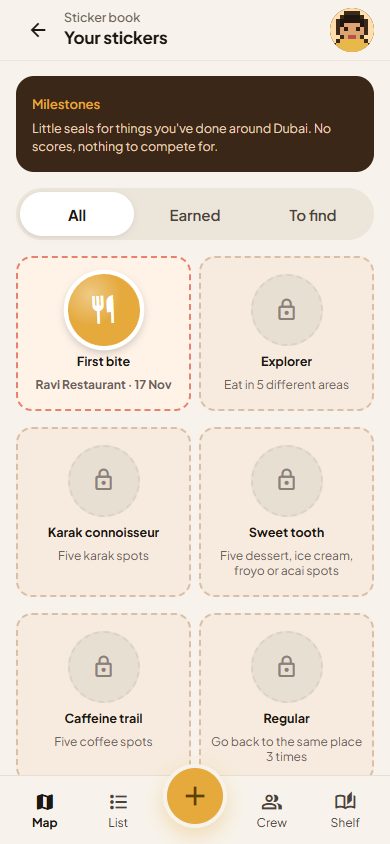 Sticker book
Your stickers
Milestones
Little seals for things you've done around Dubai. No
scores, nothing to compete for.
All
Earned
To find
First bite
Ravi Restaurant · 17 Nov
Explorer
Eat in 5 different areas
Karak connoisseur
Five karak spots
Sweet tooth
Five dessert, ice cream,
froyo or acai spots
Caffeine trail
Five coffee spots
Regular
Go back to the same place
3 times
Map
List
Crew
Shelf